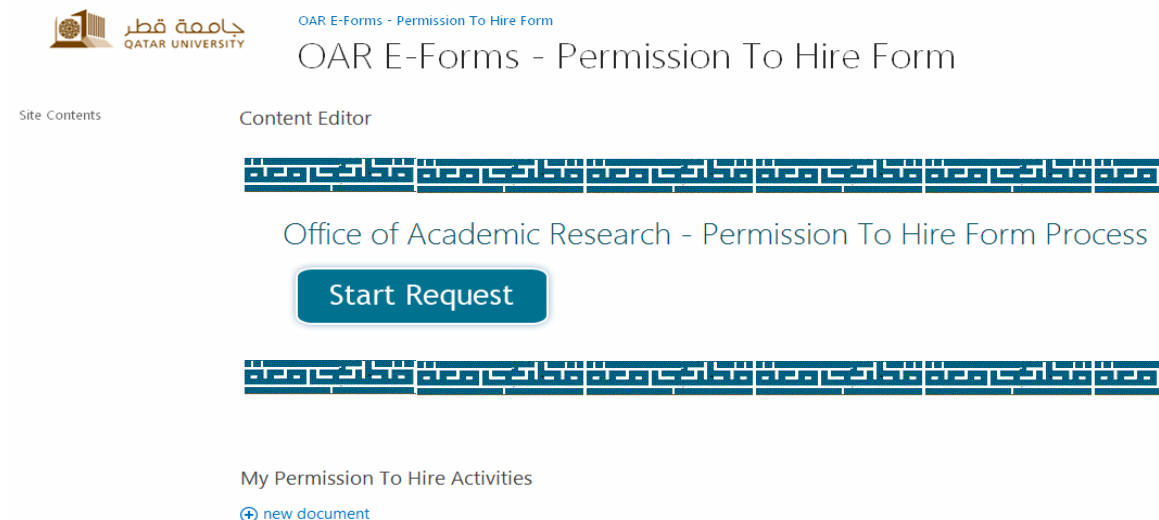 جامعة قطر
QATAR UNIVERSITY
OAR E-Forms - Permission To Hire Form
OAR E-Forms - Permission To Hire Form
Site Contents
Content Editor
Office of Academic Research - Permission To Hire Form Process
Start Request
My Permission To Hire Activities
new document